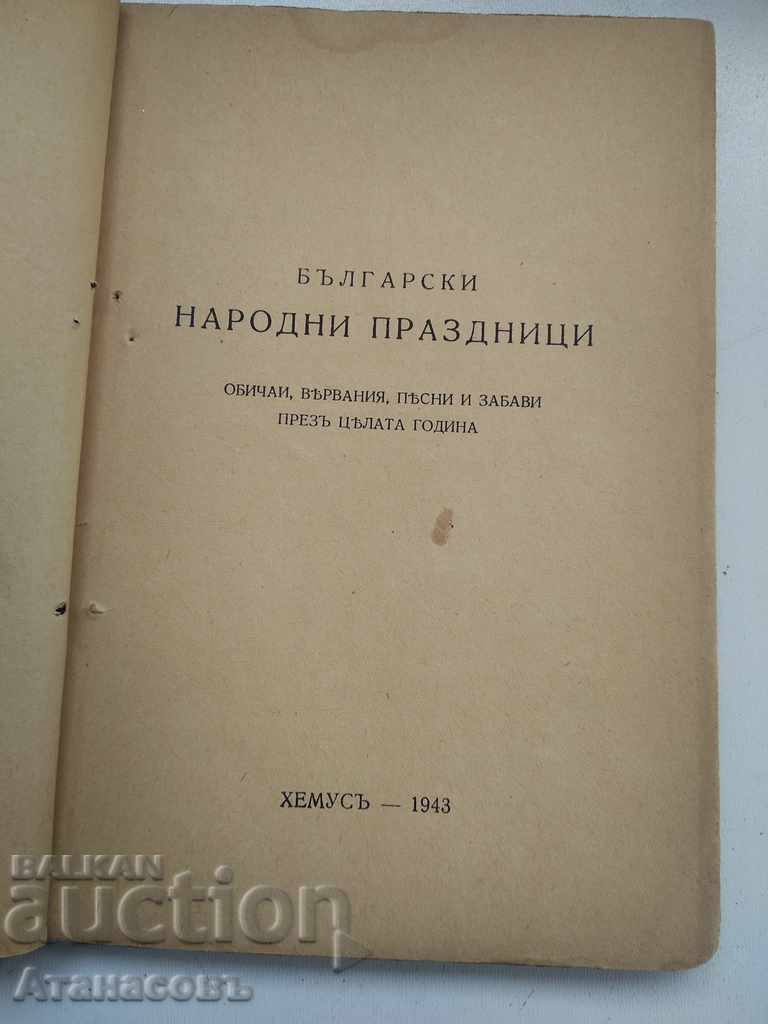 БЪЛГАРСКИ
НАРОДНИ ПРАЗДНИЦИ
ОБИЧАИ, ВѢРВАНИЯ, ПѢСНИ И ЗАБАВИ
ПРЕЗЪ ЦѢЛАТА ГОДИНА
ХЕМУСЪ — 1943
BALKAN
auction
Атанасовъ